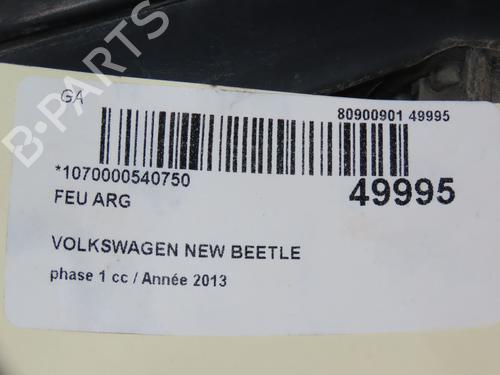 B-PARTS
GA
80900901 49995
*1070000540750
49995
FEU ARG
VOLKSWAGEN NEW BEETLE
phase 1 cc / Année 2013